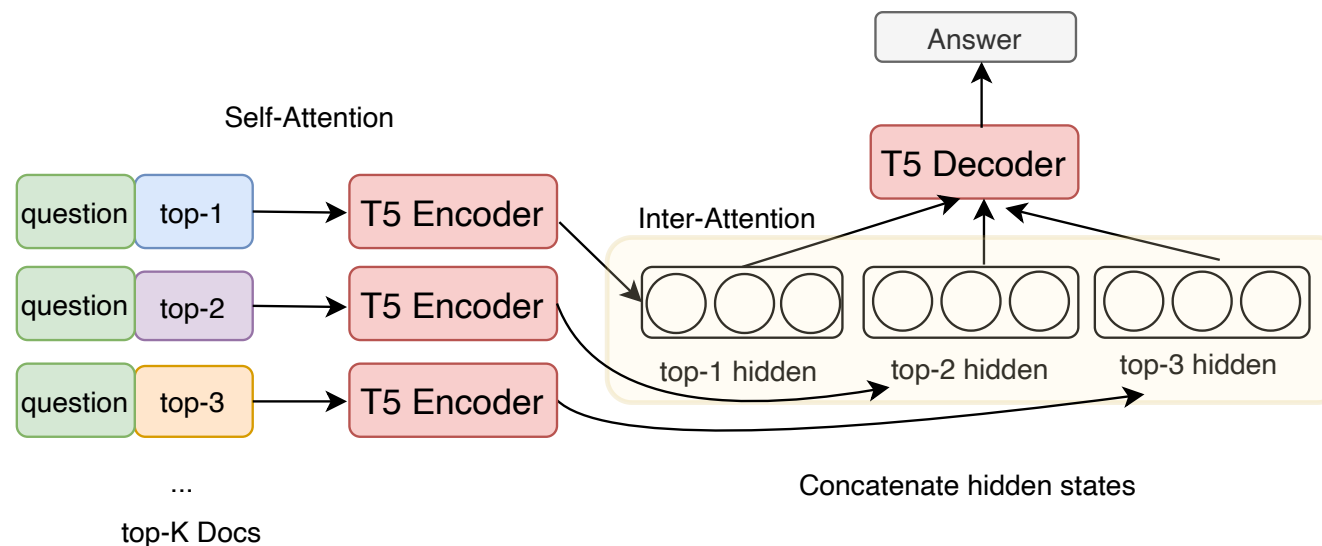 Answer
Self-Attention
T5 Decoder
question top-1 T5 Encoder
Inter-Attention
question top-2 T5 Encoder
top-1 hidden top-2 hidden top-3 hidden
question top-3 T5 Encoder
... Concatenate hidden states
top-K Docs